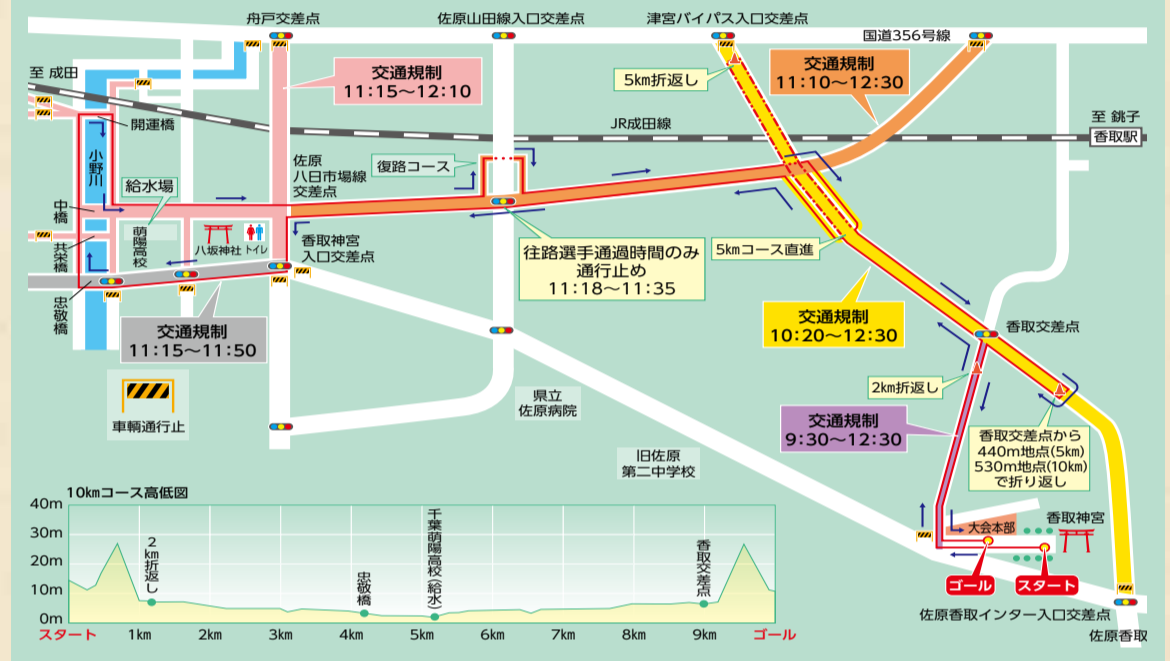 舟戸交差点
佐原山田線入口交差点
津宮バイパス入口交差点
国道356号線
至 成田
交通規制
11:15〜12:10
5km折返し
交通規制
11:10〜12:30
開運橋
JR成田線
至 銚子
香取駅
小野川
給水場
佐原
八日市場線
交差点
復路コース
中橋
共栄橋
忠敬橋
萌陽高校
八坂神社
トイレ
香取神宮
入口交差点
往路選手通過時間のみ
通行止め
11:18〜11:35
5kmコース直進
交通規制
11:15〜11:50
交通規制
10:20〜12:30
香取交差点
2km折返し
車輌通行止
県立
佐原病院
交通規制
9:30〜12:30
香取交差点から
440m地点(5km)
530m地点(10km)
で折り返し
旧佐原
第二中学校
大会本部
香取神宮
ゴール
スタート
佐原香取インター入口交差点
佐原香取
10kmコース高低図
40m
30m
20m
10m
0m
2km折返し
忠敬橋
千葉萌陽高校(給水)
香取交差点
スタート
1km
2km
3km
4km
5km
6km
7km
8km
9km
ゴール